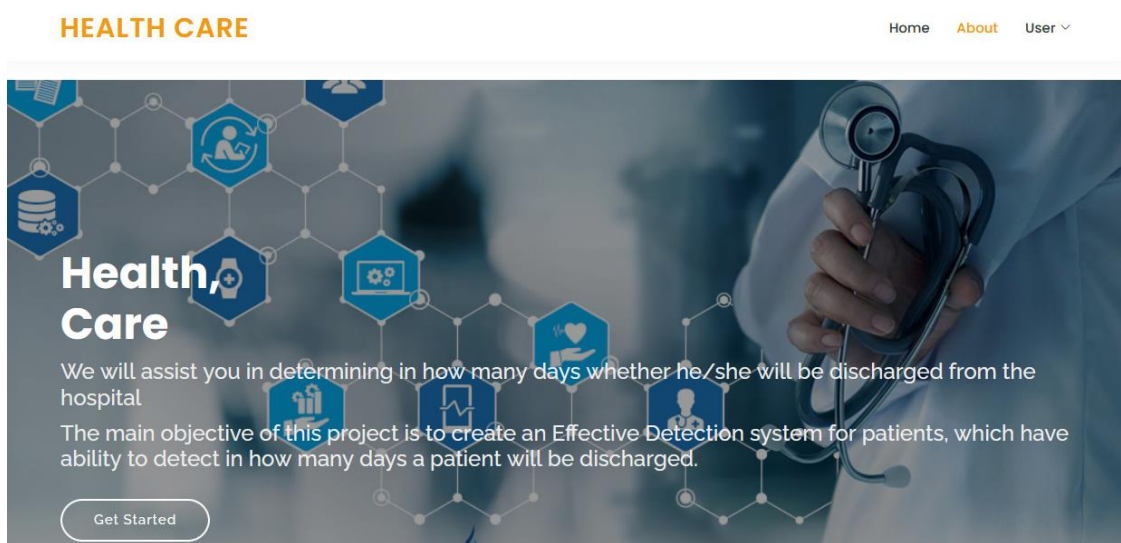 HEALTH CARE
Home About User
Health,
Care
We will assist you in determining in how many days whether he/she will be discharged from the
hospital
The main objective of this project is to create an Effective Detection system for patients, which have
ability to detect in how many days a patient will be discharged.
Get Started